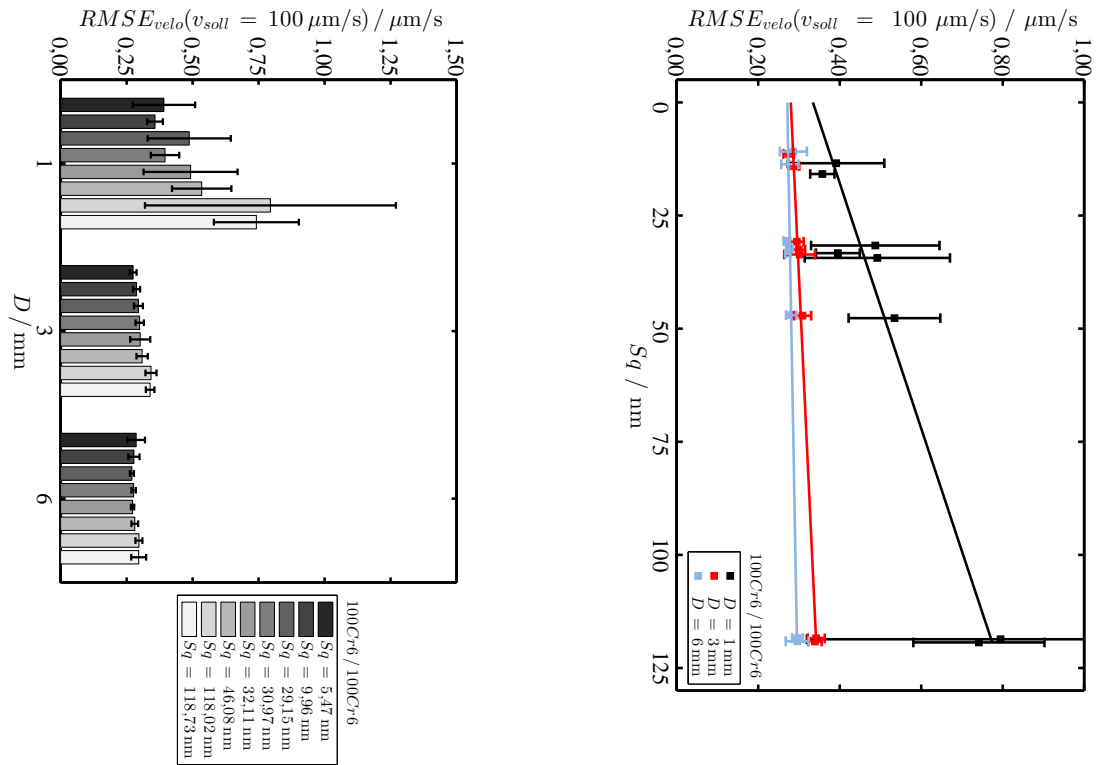 RMSE_velo(v_soll = 100 µm/s) / µm/s
0,00
0,25
0,50
0,75
1,00
1,25
1,50
1
3
6
D / mm
100Cr6 / 100Cr6
Sq = 5,47 nm
Sq = 9,96 nm
Sq = 29,15 nm
Sq = 30,97 nm
Sq = 32,11 nm
Sq = 46,08 nm
Sq = 118,02 nm
Sq = 118,73 nm
RMSE_velo(v_soll = 100 µm/s) / µm/s
0,00
0,20
0,40
0,60
0,80
1,00
0
25
50
75
100
125
Sq / nm
100Cr6 / 100Cr6
D = 1 mm
D = 3 mm
D = 6 mm